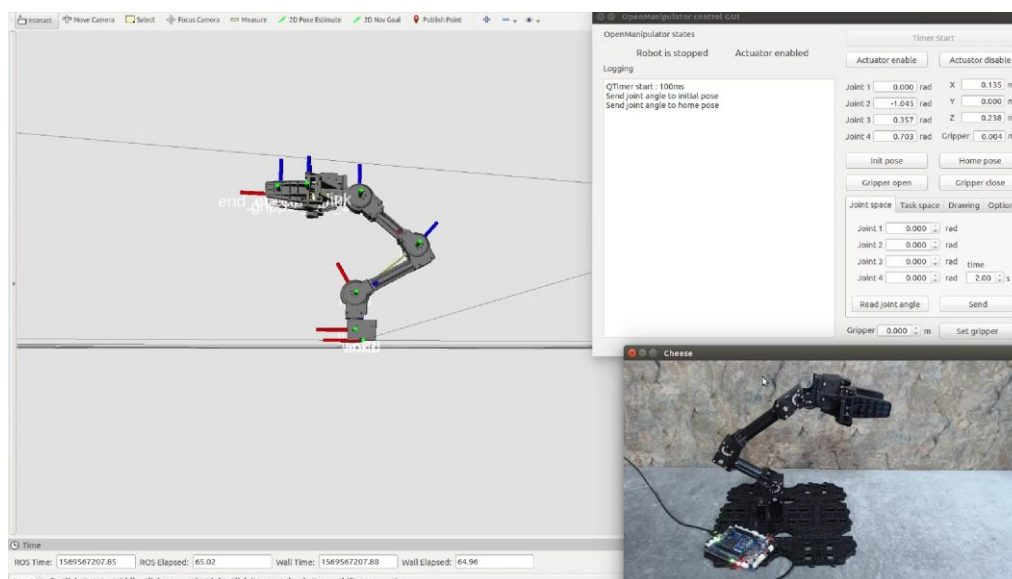 Interact Move Camera Select Focus Camera Measure 2D Pose Estimate 2D Nav Goal Publish Point
OpenManipulator control GUI
OpenManipulator states
Robot is stopped Actuator enabled
Logging
QTimer start : 100ms
Send joint angle to initial pose
Send joint angle to home pose
Timer Start
Actuator enable Actuator disable
Joint 1 0.000 rad X 0.135 m
Joint 2 -1.045 rad Y 0.000 m
Joint 3 0.357 rad Z 0.238 m
Joint 4 0.703 rad Gripper 0.004 m
Init pose Home pose
Gripper open Gripper close
Joint space Task space Drawing Option
Joint 1 0.000 rad
Joint 2 0.000 rad
Joint 3 0.000 rad time
Joint 4 0.000 rad 2.00 s
Read joint angle Send
Gripper 0.000 m Set gripper
Cheese
Time
ROS Time: 1569567207.85 ROS Elapsed: 65.02 Wall Time: 1569567207.88 Wall Elapsed: 64.96